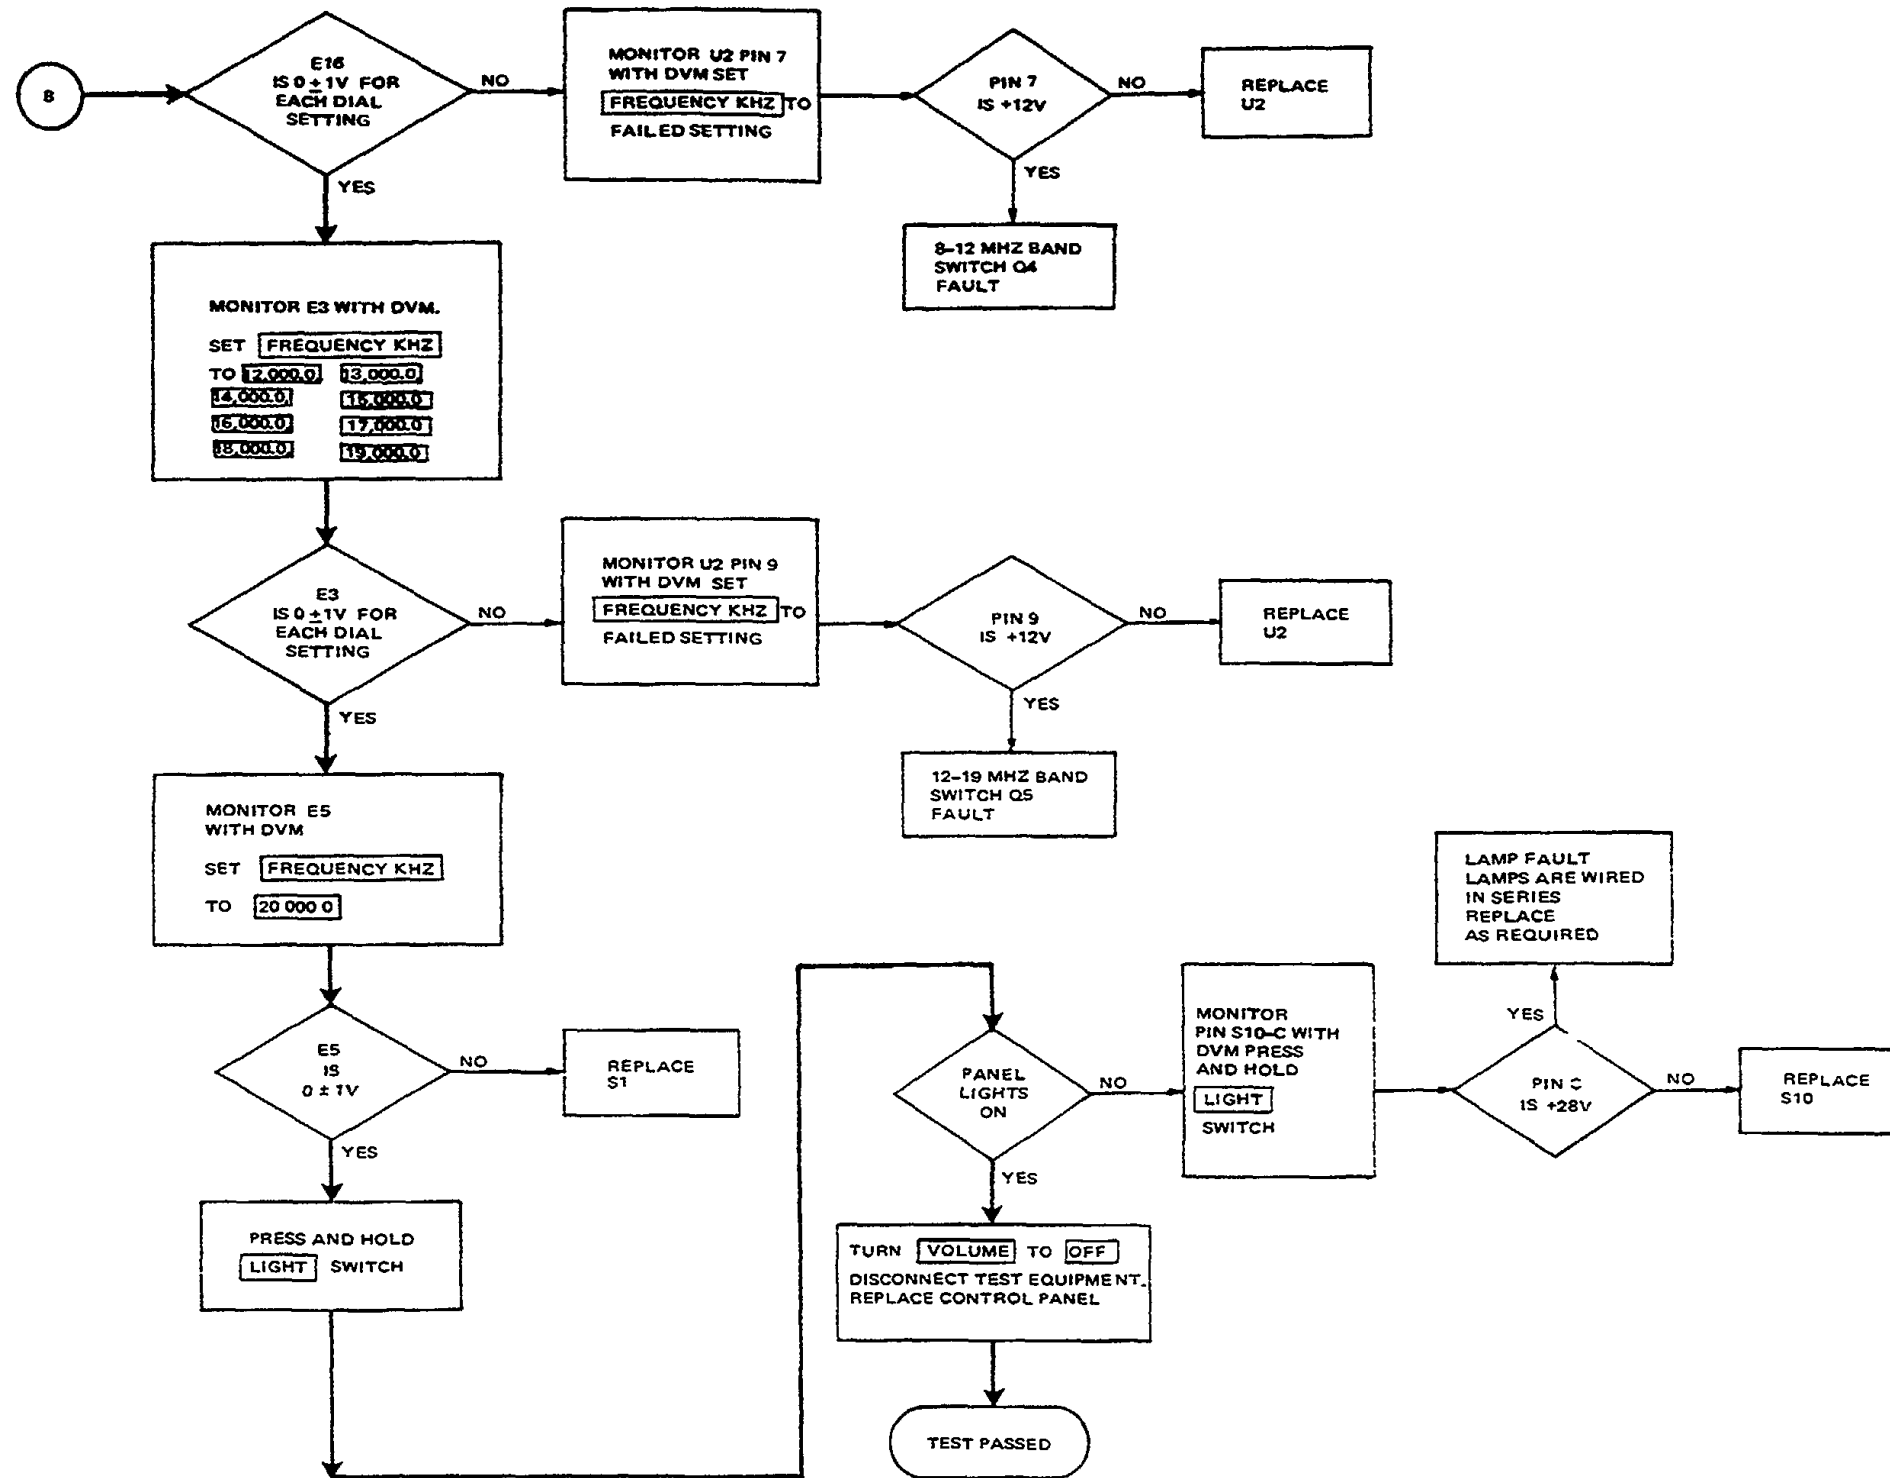 8
E16
IS 0 ± 1V FOR
EACH DIAL
SETTING
NO
MONITOR U2 PIN 7
WITH DVM SET
FREQUENCY KHZ TO
FAILED SETTING
PIN 7
IS +12V
NO
REPLACE
U2
YES
YES
8-12 MHZ BAND
SWITCH Q4
FAULT
MONITOR E3 WITH DVM.
SET FREQUENCY KHZ
TO 12,000.0, 13,000.0,
14,000.0, 15,000.0
16,000.0, 17,000.0
18,000.0, 19,000.0
E3
IS 0 ± 1V FOR
EACH DIAL
SETTING
NO
MONITOR U2 PIN 9
WITH DVM SET
FREQUENCY KHZ TO
FAILED SETTING
PIN 9
IS +12V
NO
REPLACE
U2
YES
YES
12-19 MHZ BAND
SWITCH Q5
FAULT
MONITOR E5
WITH DVM
SET FREQUENCY KHZ
TO 20 000 0
LAMP FAULT
LAMPS ARE WIRED
IN SERIES
REPLACE
AS REQUIRED
E5
IS
0 ± 1V
NO
REPLACE
S1
YES
PRESS AND HOLD
LIGHT SWITCH
PANEL
LIGHTS
ON
NO
MONITOR
PIN S10-C WITH
DVM PRESS
AND HOLD
LIGHT
SWITCH
YES
PIN C
IS +28V
NO
REPLACE
S10
YES
TURN VOLUME TO OFF
DISCONNECT TEST EQUIPMENT.
REPLACE CONTROL PANEL
TEST PASSED